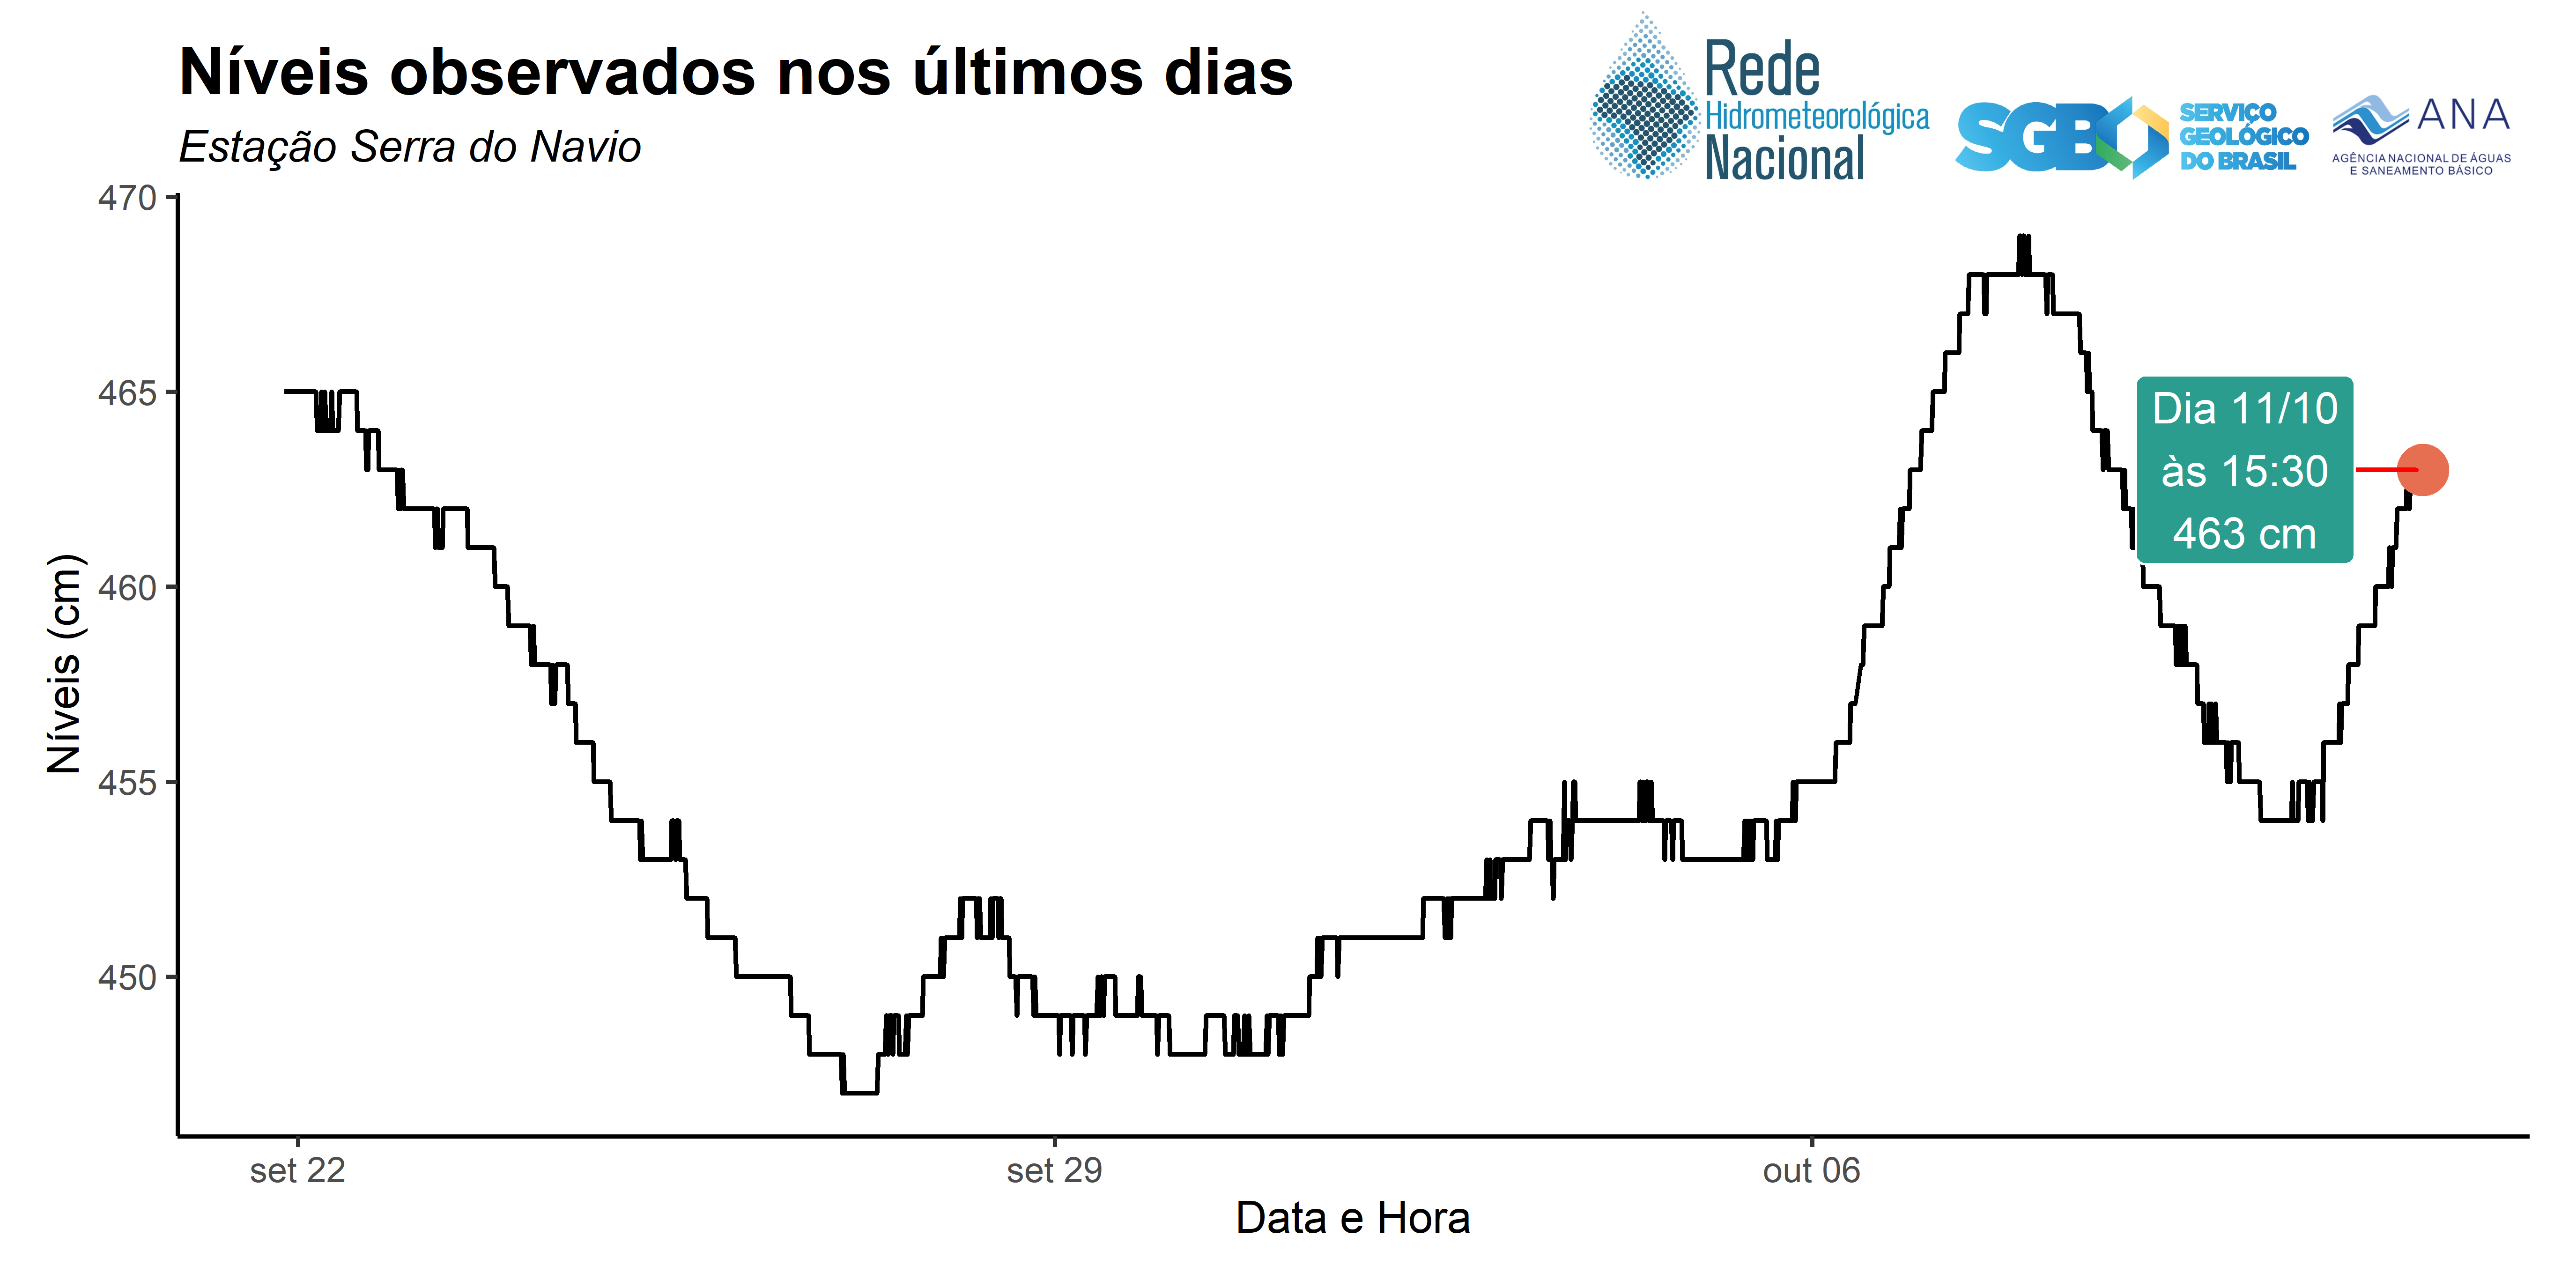 Níveis observados nos últimos dias
Estação Serra do Navio
Rede
Hidrometeorológica
Nacional
SGB
SERVIÇO
GEOLÓGICO
DO BRASIL
ANA
AGÊNCIA NACIONAL DE ÁGUAS
E SANEAMENTO BÁSICO
470
465
460
455
450
Níveis (cm)
Dia 11/10
às 15:30
463 cm
set 22
set 29
out 06
Data e Hora